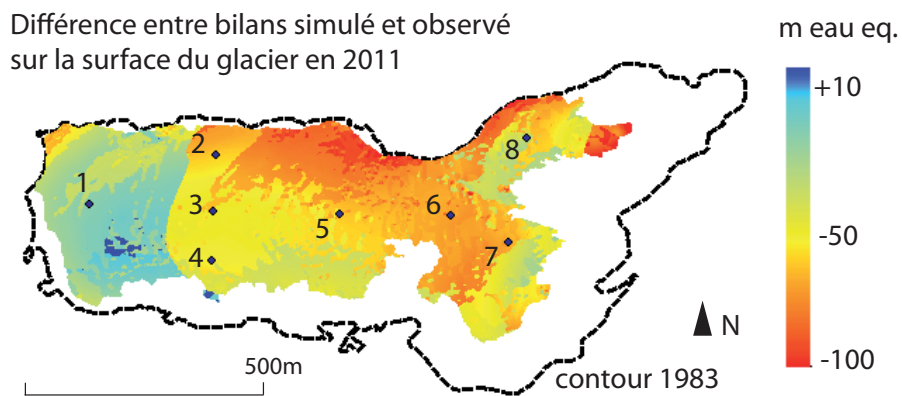 Différence entre bilans simulé et observé
sur la surface du glacier en 2011
m eau eq.
+10
-50
-100
1
2
3
4
5
6
7
8
N
500m
contour 1983